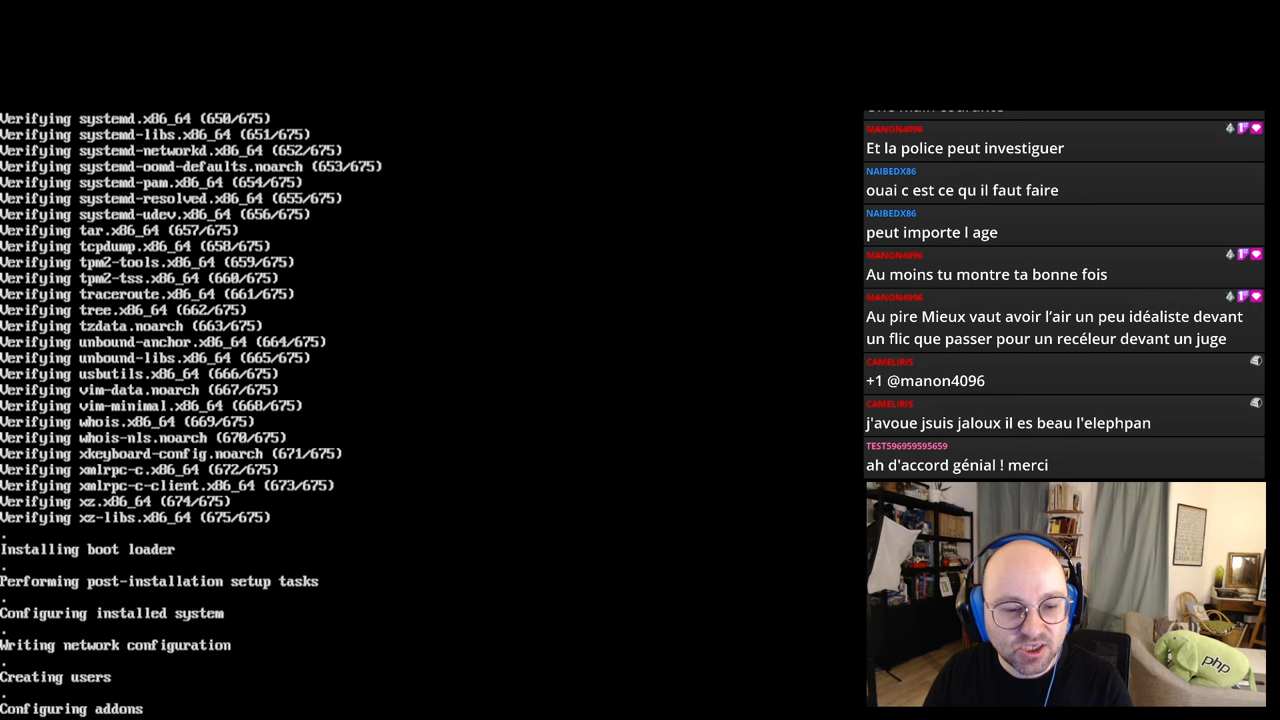 Verifying systemd.x86_64 (650/675)
Verifying systemd-libs.x86_64 (651/675)
Verifying systemd-networkd.x86_64 (652/675)
Verifying systemd-oomd-defaults.noarch (653/675)
Verifying systemd-pam.x86_64 (654/675)
Verifying systemd-resolved.x86_64 (655/675)
Verifying systemd-udev.x86_64 (656/675)
Verifying tar.x86_64 (657/675)
Verifying tcpdump.x86_64 (658/675)
Verifying tpm2-tools.x86_64 (659/675)
Verifying tpm2-tss.x86_64 (660/675)
Verifying traceroute.x86_64 (661/675)
Verifying tree.x86_64 (662/675)
Verifying tzdata.noarch (663/675)
Verifying unbound-anchor.x86_64 (664/675)
Verifying unbound-libs.x86_64 (665/675)
Verifying usbutils.x86_64 (666/675)
Verifying vim-data.noarch (667/675)
Verifying vim-minimal.x86_64 (668/675)
Verifying whois.x86_64 (669/675)
Verifying whois-nls.noarch (670/675)
Verifying xkeyboard-config.noarch (671/675)
Verifying xmlrpc-c.x86_64 (672/675)
Verifying xmlrpc-c-client.x86_64 (673/675)
Verifying xz.x86_64 (674/675)
Verifying xz-libs.x86_64 (675/675)
.
Installing boot loader
.
Performing post-installation setup tasks
.
Configuring installed system
.
Writing network configuration
.
Creating users
.
Configuring addons
MANON4096
Et la police peut investiguer
NAIBEDX86
ouai c est ce qu il faut faire
NAIBEDX86
peut importe l age
MANON4096
Au moins tu montre ta bonne fois
MANON4096
Au pire Mieux vaut avoir l’air un peu idéaliste devant
un flic que passer pour un recéleur devant un juge
CAMELIRIS
+1 @manon4096
CAMELIRIS
j'avoue jsuis jaloux il es beau l'elephpan
TEST596959595659
ah d'accord génial ! merci
php